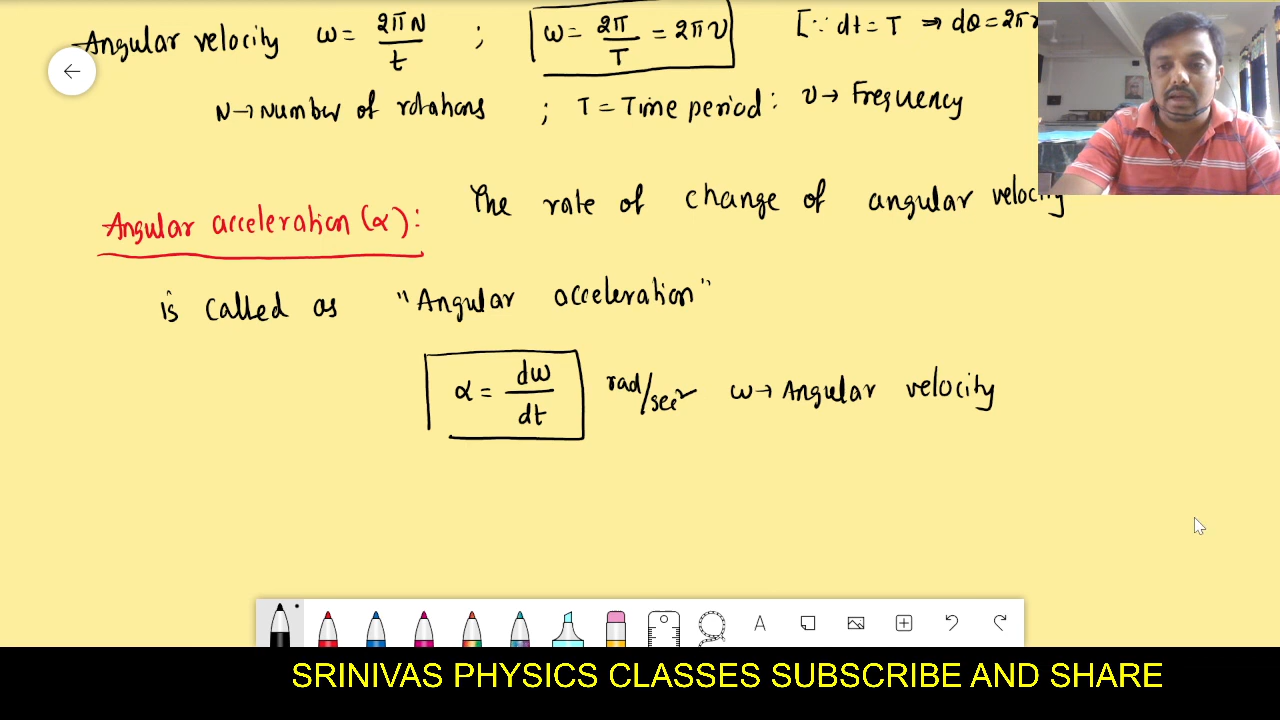 Angular velocity ω = 2πN/t ; ω = 2π/T = 2πν [∵ dt = T ⇒ dθ = 2π
N → Number of rotations ; T = Time period : ν → Frequency
Angular acceleration (α) : The rate of change of angular velocity
is called as "Angular acceleration"
α = dω/dt rad/sec² ω → Angular velocity
A
SRINIVAS PHYSICS CLASSES SUBSCRIBE AND SHARE